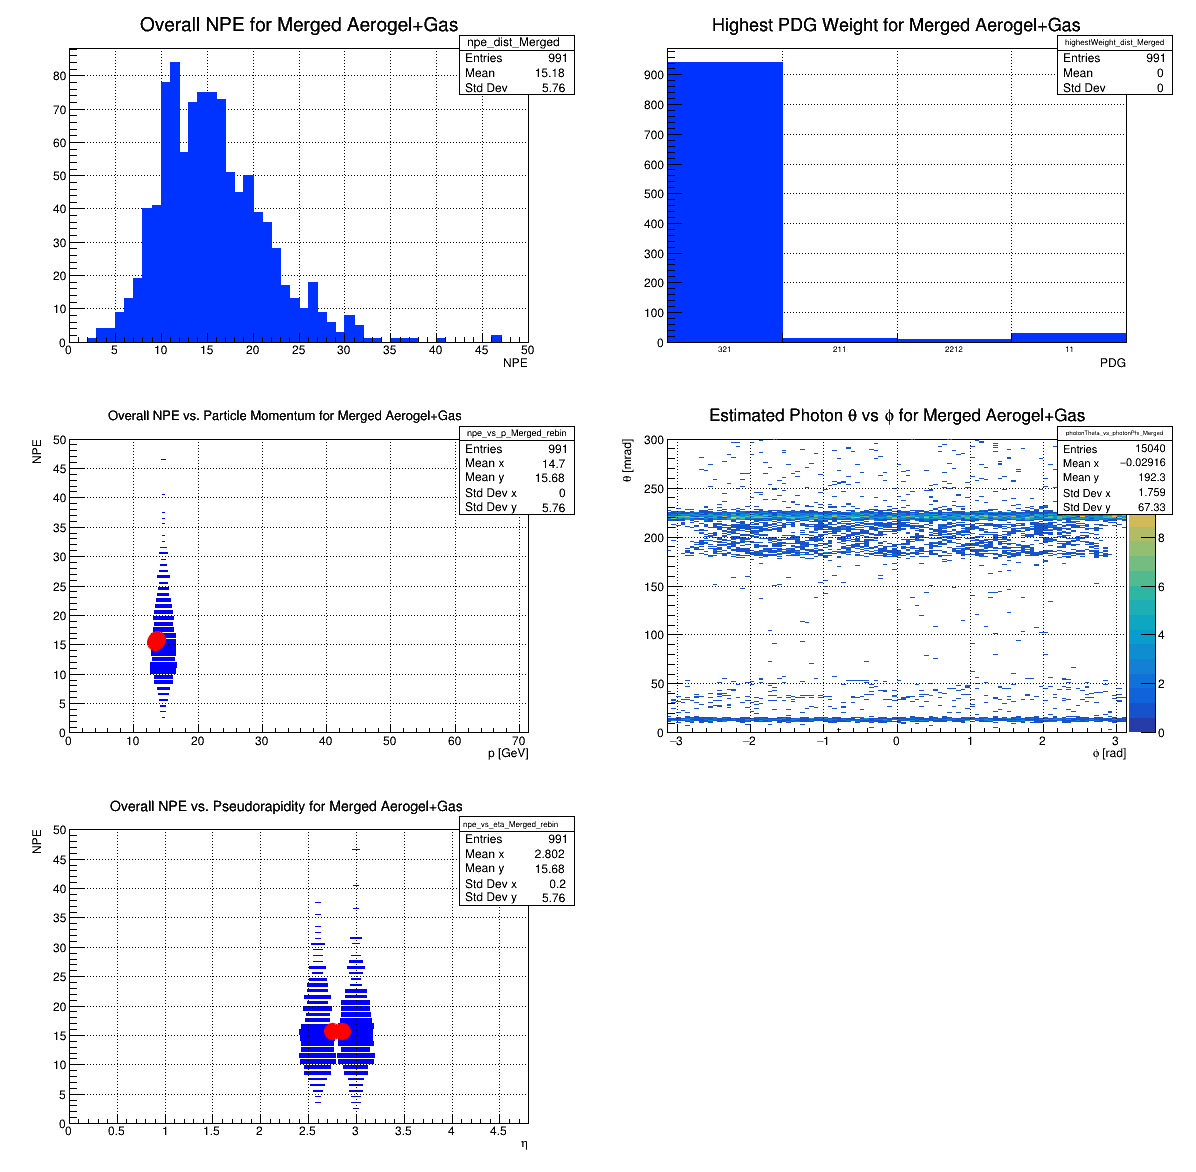 Overall NPE for Merged Aerogel+Gas
npe_dist_Merged
Entries 991
Mean 15.18
Std Dev 5.76
80
70
60
50
40
30
20
10
0
0 5 10 15 20 25 30 35 40 45 50
NPE
Highest PDG Weight for Merged Aerogel+Gas
highestWeight_dist_Merged
Entries 991
Mean 0
Std Dev 0
900
800
700
600
500
400
300
200
100
0
321 211 2212 11
PDG
Overall NPE vs. Particle Momentum for Merged Aerogel+Gas
npe_vs_p_Merged_rebin
Entries 991
Mean x 14.7
Mean y 15.68
Std Dev x 0
Std Dev y 5.76
NPE
50
45
40
35
30
25
20
15
10
5
0
0 10 20 30 40 50 60 70
p [GeV]
Estimated Photon θ vs ϕ for Merged Aerogel+Gas
photonTheta_vs_photonPhi_Merged
Entries 15040
Mean x −0.02916
Mean y 192.3
Std Dev x 1.759
Std Dev y 67.33
θ [mrad]
300
250
200
150
100
50
0
−3 −2 −1 0 1 2 3
ϕ [rad]
8
6
4
2
0
Overall NPE vs. Pseudorapidity for Merged Aerogel+Gas
npe_vs_eta_Merged_rebin
Entries 991
Mean x 2.802
Mean y 15.68
Std Dev x 0.2
Std Dev y 5.76
NPE
50
45
40
35
30
25
20
15
10
5
0
0 0.5 1 1.5 2 2.5 3 3.5 4 4.5
η